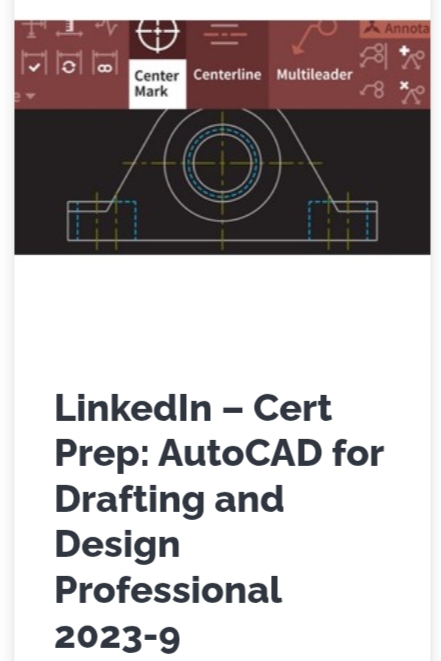 Annota
Center
Mark
Centerline
Multileader
LinkedIn – Cert
Prep: AutoCAD for
Drafting and
Design
Professional
2023-9